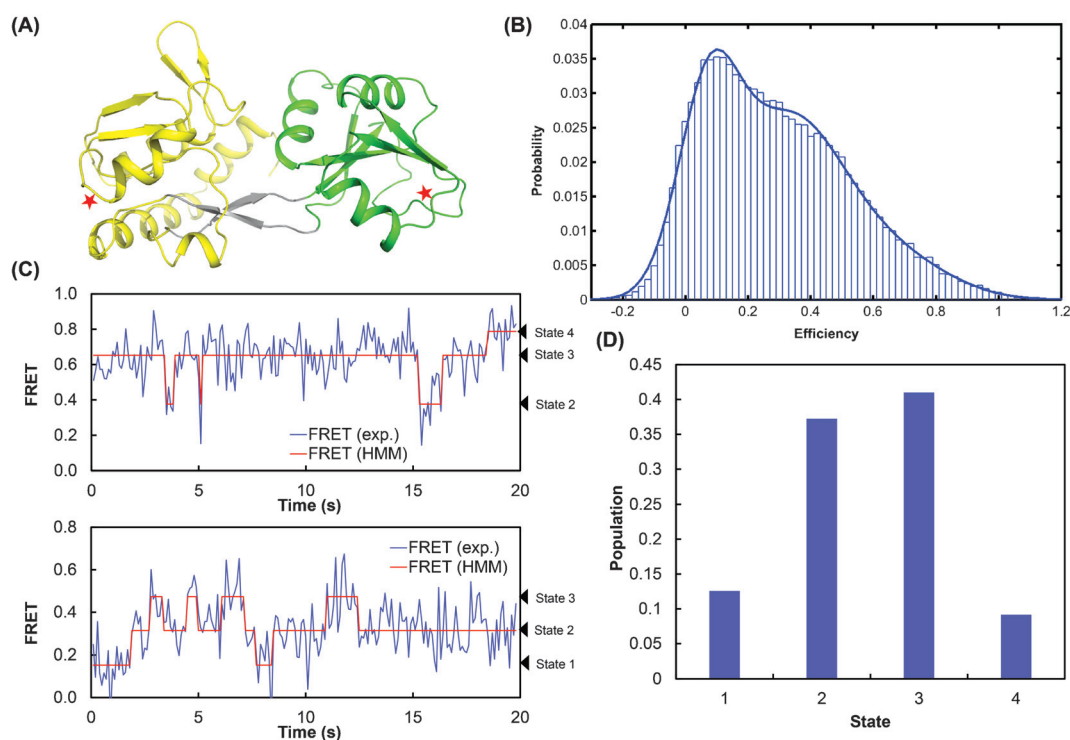 (A)
(B)
0.04
0.035
0.03
0.025
0.02
0.015
0.01
0.005
0
Probability
-0.2 0 0.2 0.4 0.6 0.8 1 1.2
Efficiency
(C)
1.0
0.8
0.6
0.4
0.2
0.0
FRET
State 4
State 3
State 2
FRET (exp.)
FRET (HMM)
0 5 10 15 20
Time (s)
0.8
0.6
0.4
0.2
0.0
FRET
FRET (exp.)
FRET (HMM)
State 3
State 2
State 1
0 5 10 15 20
Time (s)
(D)
0.45
0.4
0.35
0.3
0.25
0.2
0.15
0.1
0.05
0
Population
1 2 3 4
State